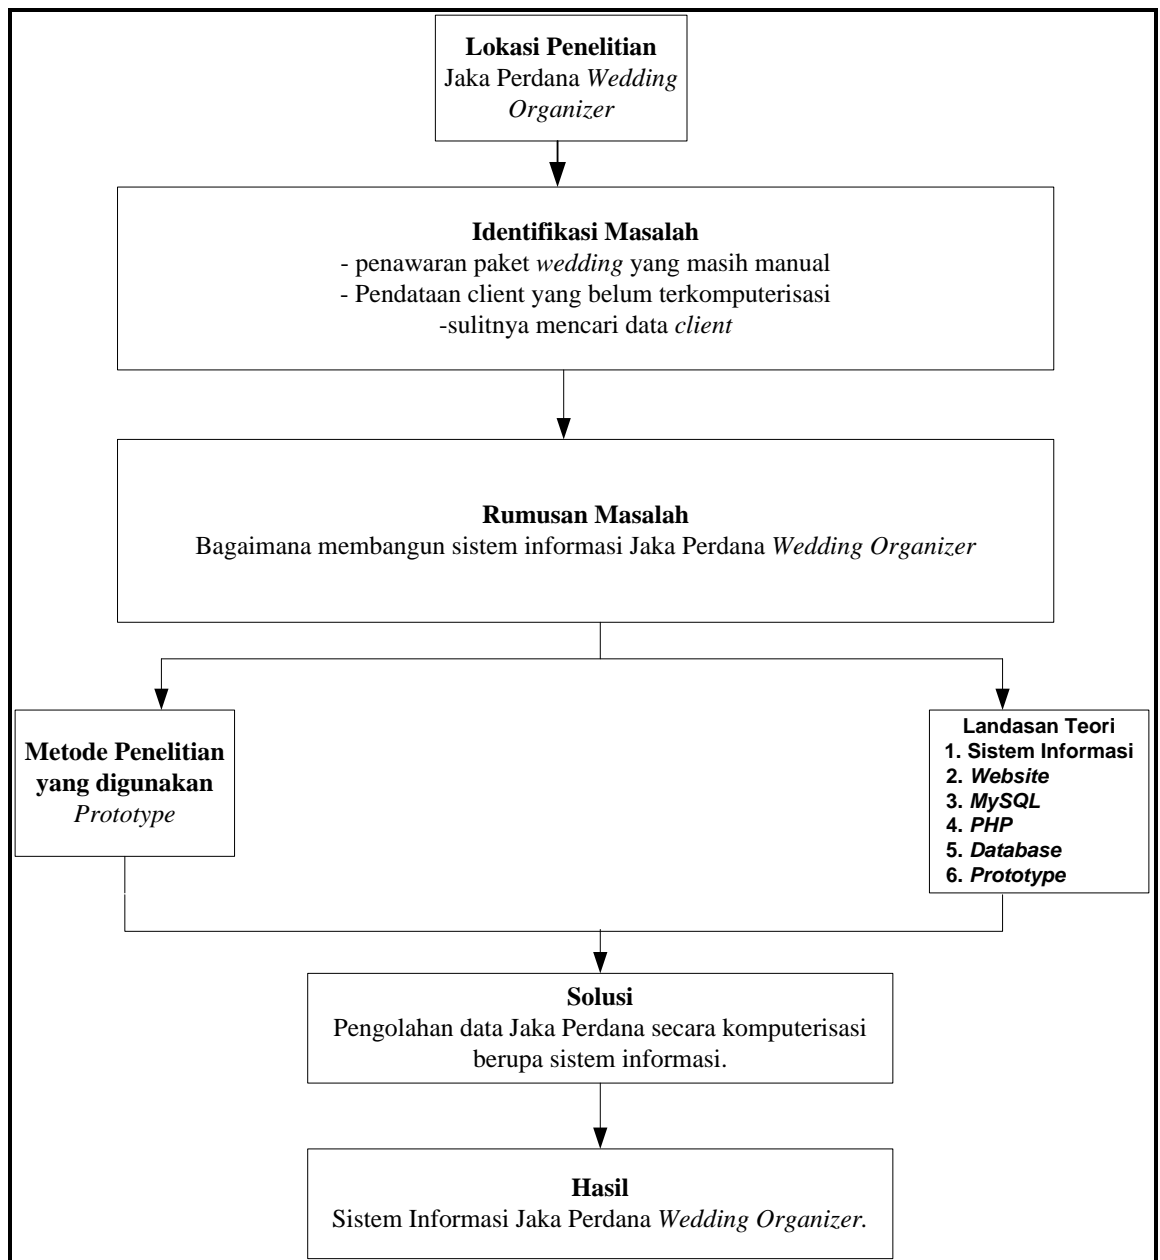 Lokasi Penelitian
Jaka Perdana Wedding
Organizer
Identifikasi Masalah
- penawaran paket wedding yang masih manual
- Pendataan client yang belum terkomputerisasi
-sulitnya mencari data client
Rumusan Masalah
Bagaimana membangun sistem informasi Jaka Perdana Wedding Organizer
Metode Penelitian
yang digunakan
Prototype
Landasan Teori
1. Sistem Informasi
2. Website
3. MySQL
4. PHP
5. Database
6. Prototype
Solusi
Pengolahan data Jaka Perdana secara komputerisasi
berupa sistem informasi.
Hasil
Sistem Informasi Jaka Perdana Wedding Organizer.